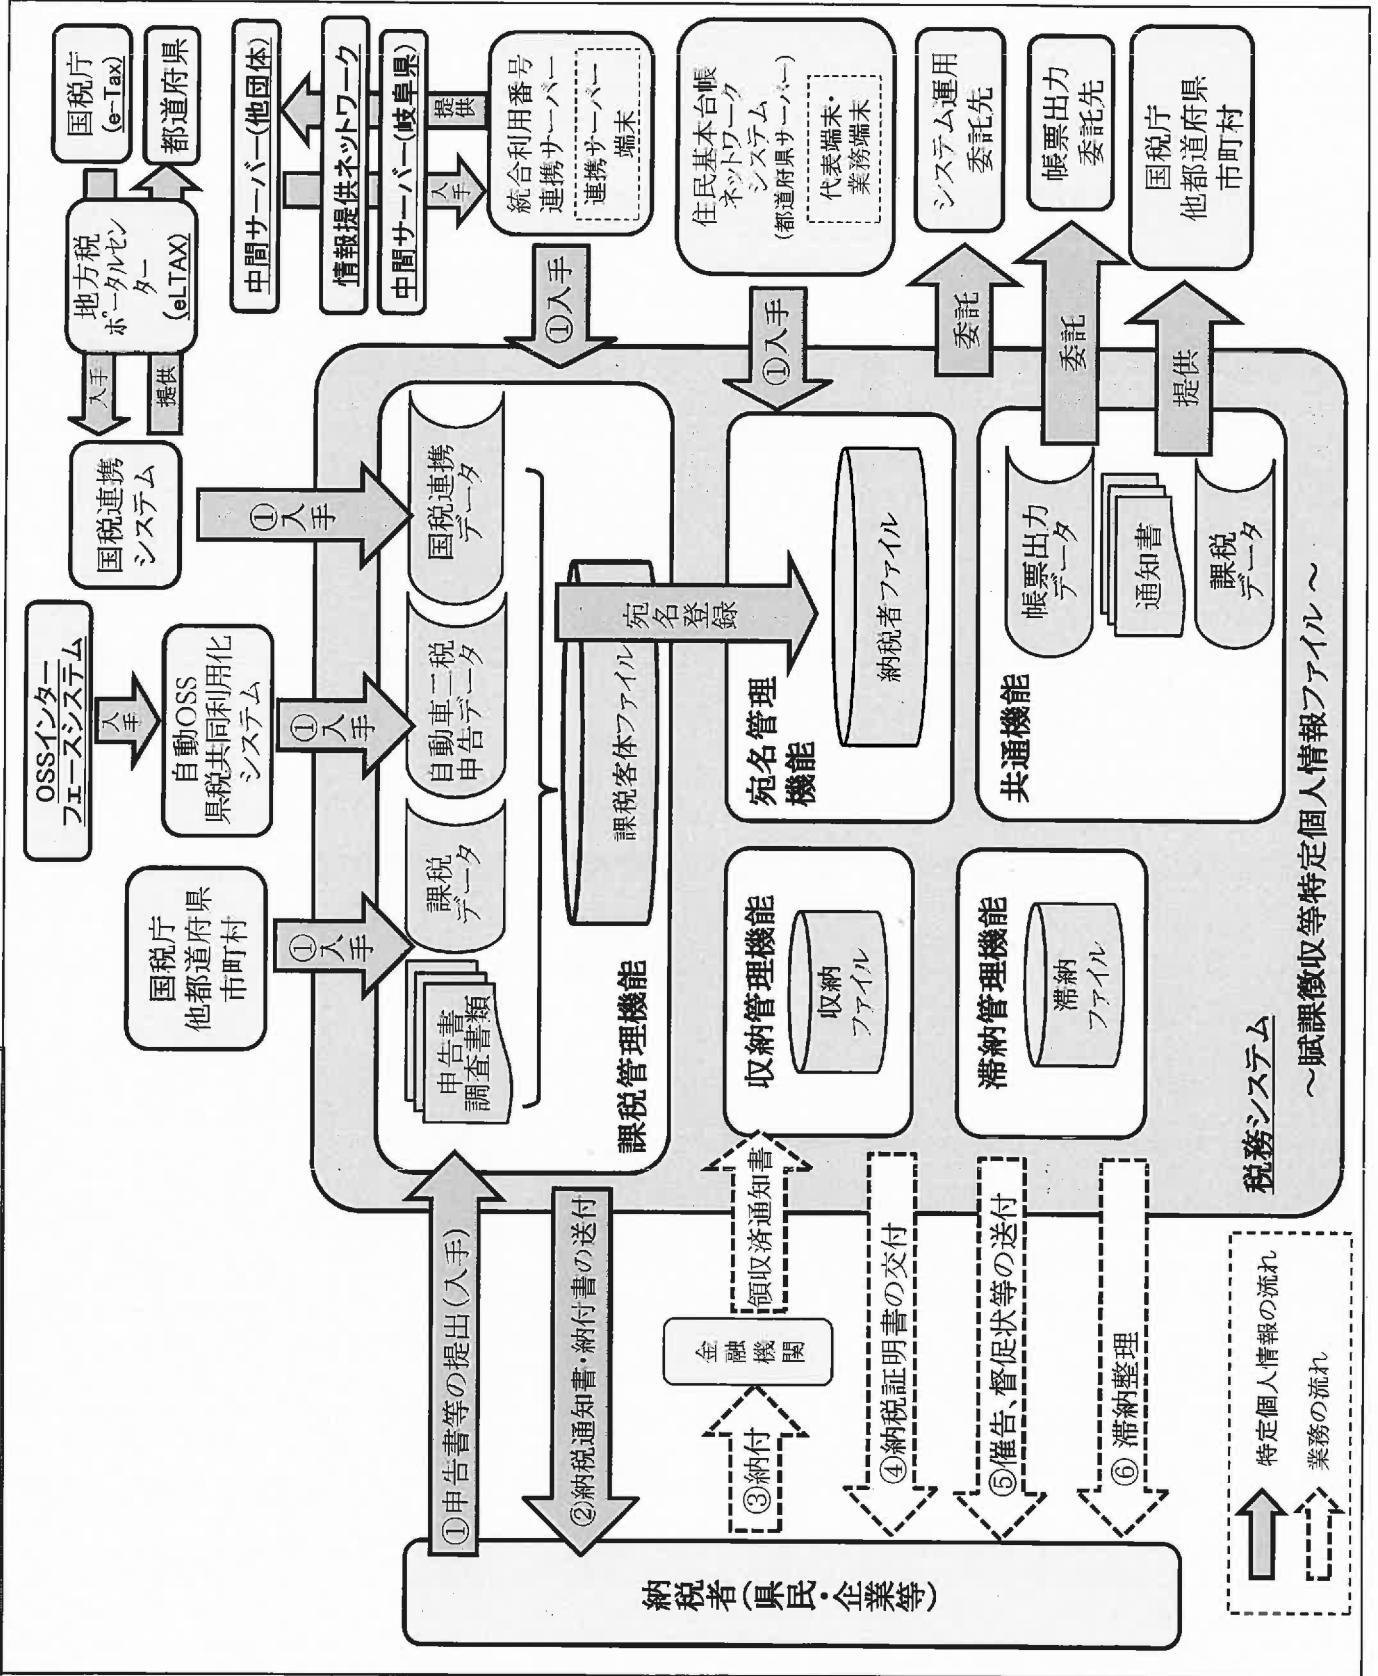 OSSインター
フェースシステム
入手
国税庁
他都道府県
市町村
自動OSS
県税共同利用化
システム
国税連携
システム
入手
提供
地方税
ポータルセン
ター
(eLTAX)
国税庁
(e-Tax)
都道府県
①申告書等の提出(入手)
①
入
手
①
入
手
①
入
手
申告書
調査書類
課税
データ
自動車二税
申告データ
国税連携
データ
課税客体ファイル
課税管理機能
②納税通知書・納付書の送付
中間サーバー(他団体)
情報提供ネットワーク
中間サーバー(岐阜県)
入手
提供
統合利用番号
連携サーバー
連携サーバー
端末
①入手
宛名
登録
納税者(県民・企業等)
③納付
金融機関
領収済通知書
収納管理機能
収納
ファイル
宛名管理
機能
納税者ファイル
①入手
住民基本台帳
ネットワーク
システム
(都道府県サーバー)
代表端末・
業務端末
④納税証明書の交付
⑤催告、督促状等の送付
⑥ 滞納整理
滞納管理機能
滞納
ファイル
共通機能
帳票出力
データ
通知書
課税
データ
委託
システム運用
委託先
委託
帳票出力
委託先
提供
国税庁
他都道府県
市町村
税務システム
~賦課徴収等特定個人情報ファイル~
特定個人情報の流れ
業務の流れ